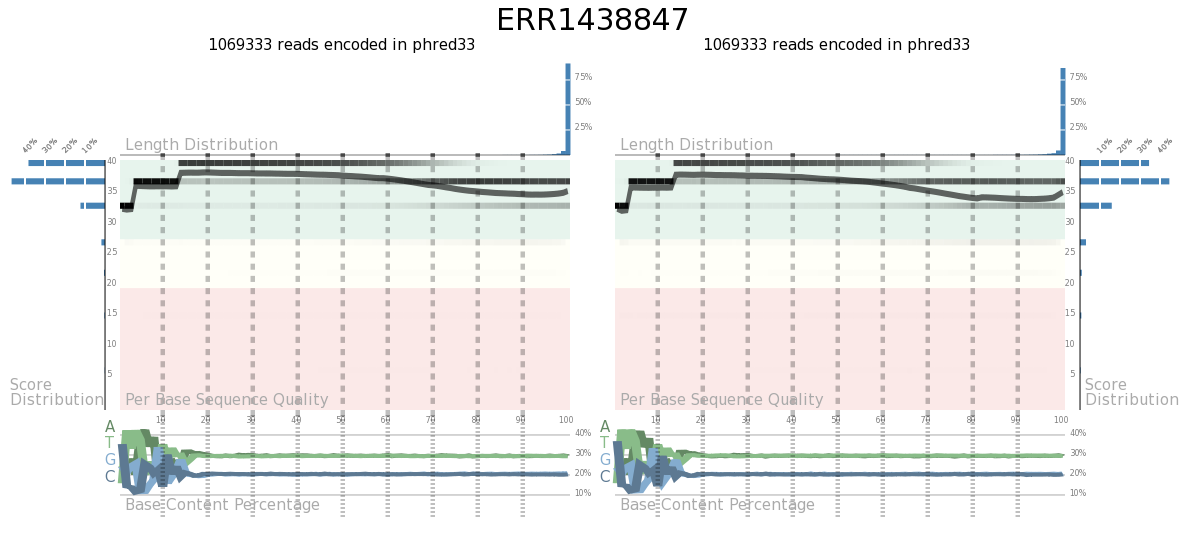 ERR1438847
1069333 reads encoded in phred33
1069333 reads encoded in phred33
75%
50%
25%
75%
50%
25%
Length Distribution
Length Distribution
40% 30% 20% 10%
10% 20% 30% 40%
40
35
30
25
20
15
10
5
40
35
30
25
20
15
10
5
Score
Distribution
Per Base Sequence Quality
Per Base Sequence Quality
Score
Distribution
10 20 30 40 50 60 70 80 90 100
10 20 30 40 50 60 70 80 90 100
A
T
G
C
40%
30%
20%
10%
A
T
G
C
40%
30%
20%
10%
Base Content Percentage
Base Content Percentage